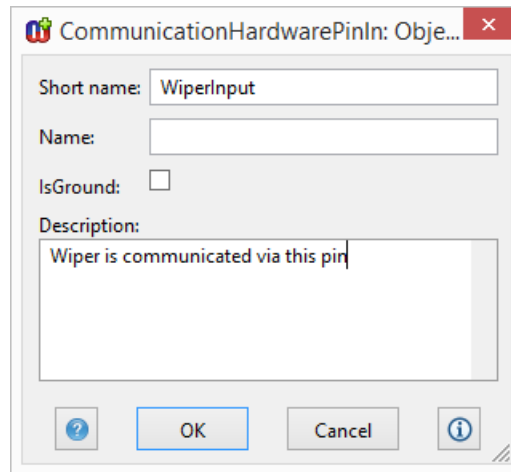 CommunicationHardwarePinIn: Obje...
Short name: WiperInput
Name:
IsGround:
Description:
Wiper is communicated via this pin
OK Cancel